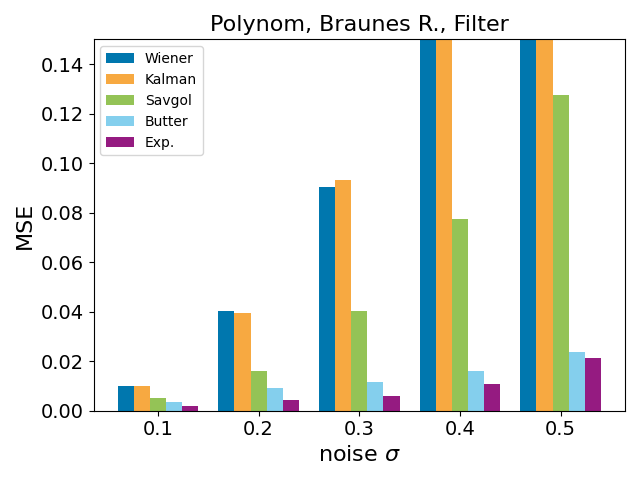 Polynom, Braunes R., Filter
Wiener
Kalman
Savgol
Butter
Exp.
0.14
0.12
0.10
0.08
0.06
0.04
0.02
0.00
MSE
0.1 0.2 0.3 0.4 0.5
noise σ